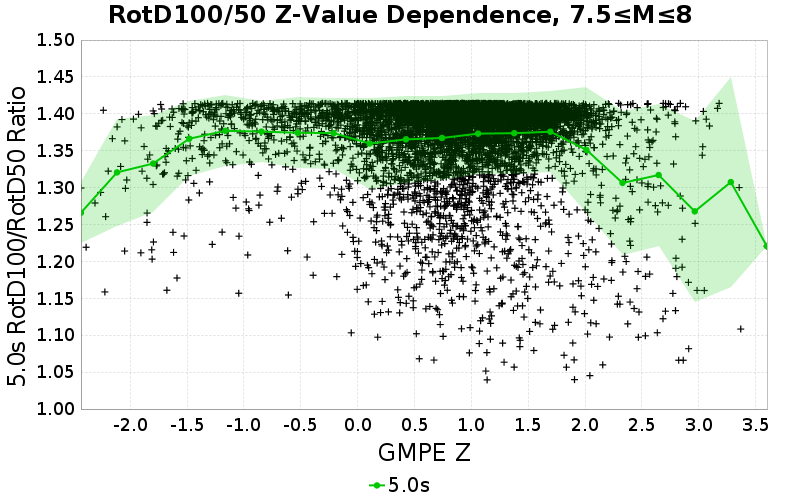 RotD100/50 Z-Value Dependence, 7.5≤M≤8
5.0s RotD100/RotD50 Ratio
1.50
1.45
1.40
1.35
1.30
1.25
1.20
1.15
1.10
1.05
1.00
-2.0 -1.5 -1.0 -0.5 0.0 0.5 1.0 1.5 2.0 2.5 3.0 3.5
GMPE Z
5.0s